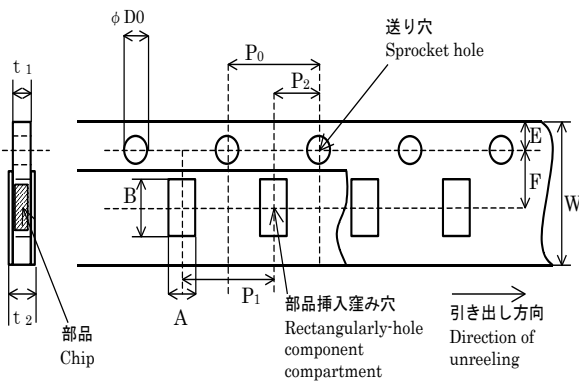 φD0
送り穴
Sprocket hole
t1
P0
P2
E
F
W
B
A
P1
t2
部品
Chip
部品挿入窪み穴
Rectangularly-hole
component
compartment
引き出し方向
Direction of
unreeling